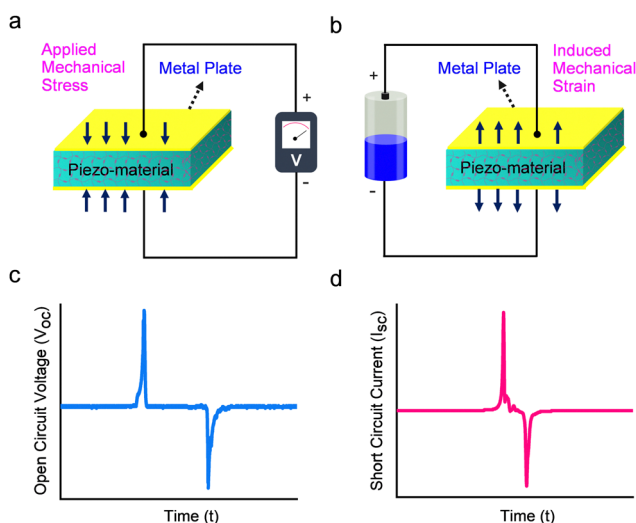 a
Applied
Mechanical
Stress
Metal Plate
+
V
-
Piezo-material
b
+
Metal Plate
Induced
Mechanical
Strain
-
Piezo-material
c
Open Circuit Voltage (Voc)
Time (t)
d
Short Circuit Current (Isc)
Time (t)